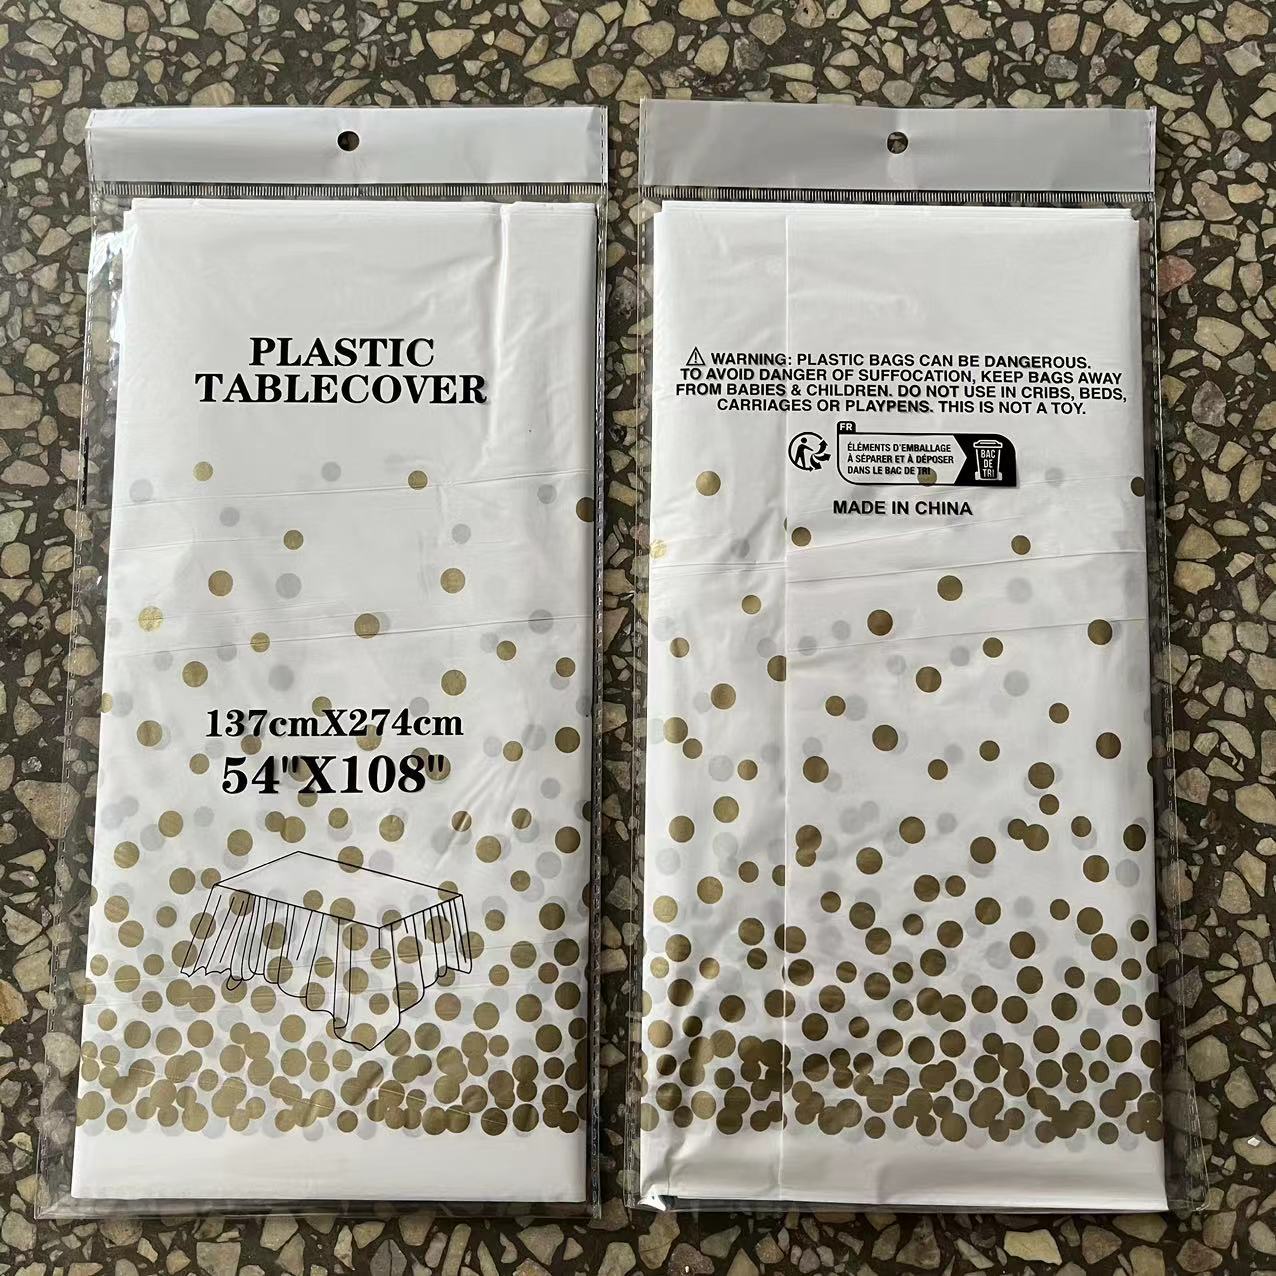 PLASTIC
TABLECOVER
137cmX274cm
54"X108"
⚠ WARNING: PLASTIC BAGS CAN BE DANGEROUS.
TO AVOID DANGER OF SUFFOCATION, KEEP BAGS AWAY
FROM BABIES & CHILDREN. DO NOT USE IN CRIBS, BEDS,
CARRIAGES OR PLAYPENS. THIS IS NOT A TOY.
FR
ÉLÉMENTS D'EMBALLAGE
À SÉPARER ET À DÉPOSER
DANS LE BAC DE TRI
BAC
DE
TRI
MADE IN CHINA